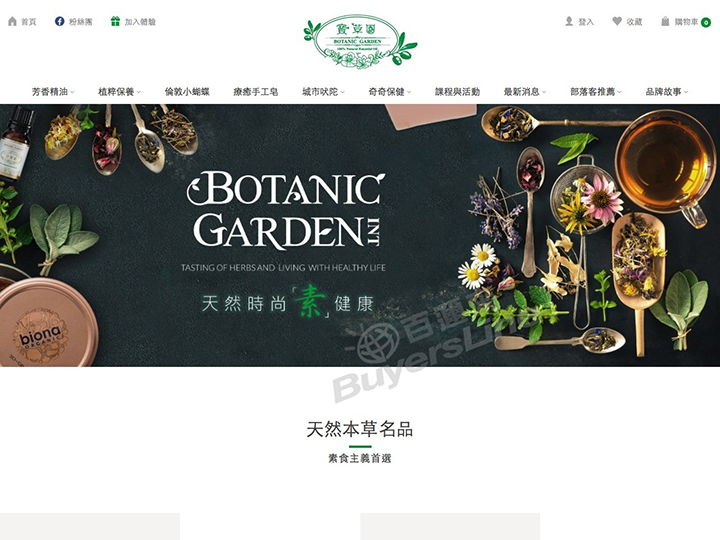 首頁
粉絲團
加入體驗
BOTANIC GARDEN
100% Natural Essential Oil
登入
收藏
購物車 0
芳香精油
植粹保養
倫敦小蝴蝶
療癒手工皂
城市吠陀
奇奇保健
課程與活動
最新消息
部落客推薦
品牌故事
BOTANIC
GARDEN INT
TASTING OF HERBS AND LIVING WITH HEALTHY LIFE
天然時尚「素」健康
biona
ORGANIC
百運網
BuyersLine
天然本草名品
素食主義首選